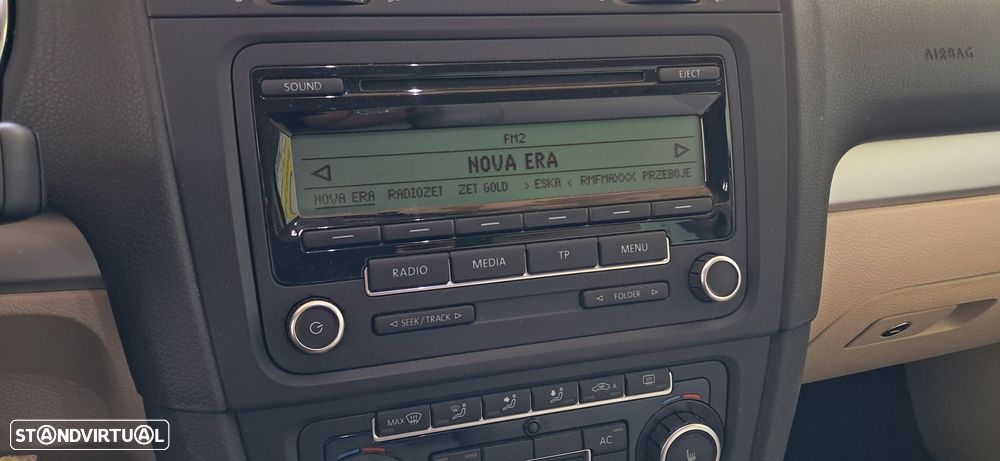 AIRBAG
SOUND
EJECT
FM2
NOVA ERA
NOVA ERA RADIOZET ZET GOLD > ESKA < RMFMAXXX PRZEBOJE
RADIO MEDIA TP MENU
SEEK / TRACK
FOLDER
MAX A
AC
STANDVIRTUAL